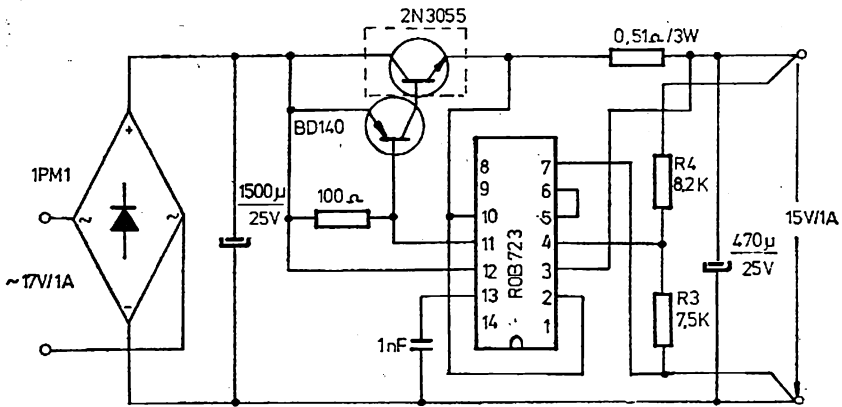 2N3055
0,51Ω/3W
BD140
1PM1
+
~
~
-
~17V/1A
1500µ
25V
100Ω
8
9
10
11
12
13
14
ROB723
7
6
5
4
3
2
1
1nF
R4
8,2K
R3
7,5K
470µ
25V
15V/1A